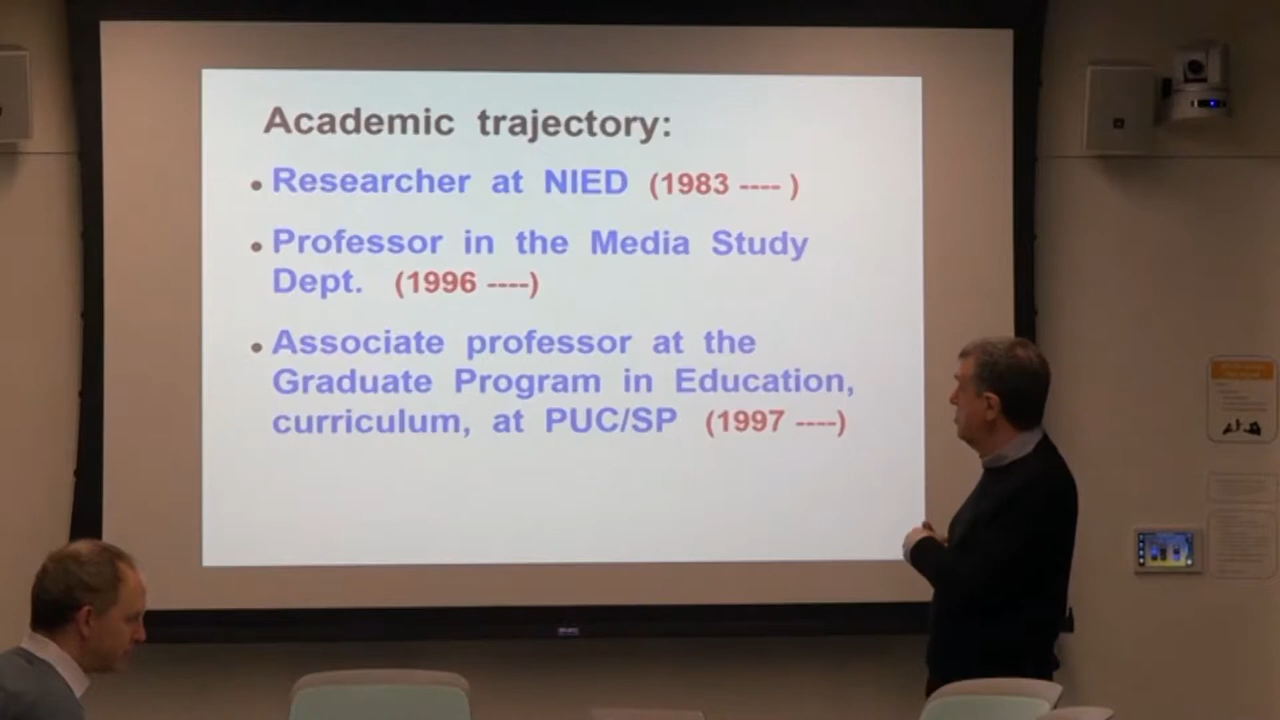 Academic trajectory:
• Researcher at NIED (1983 ---- )
• Professor in the Media Study
Dept. (1996 ----)
• Associate professor at the
Graduate Program in Education,
curriculum, at PUC/SP (1997 ----)